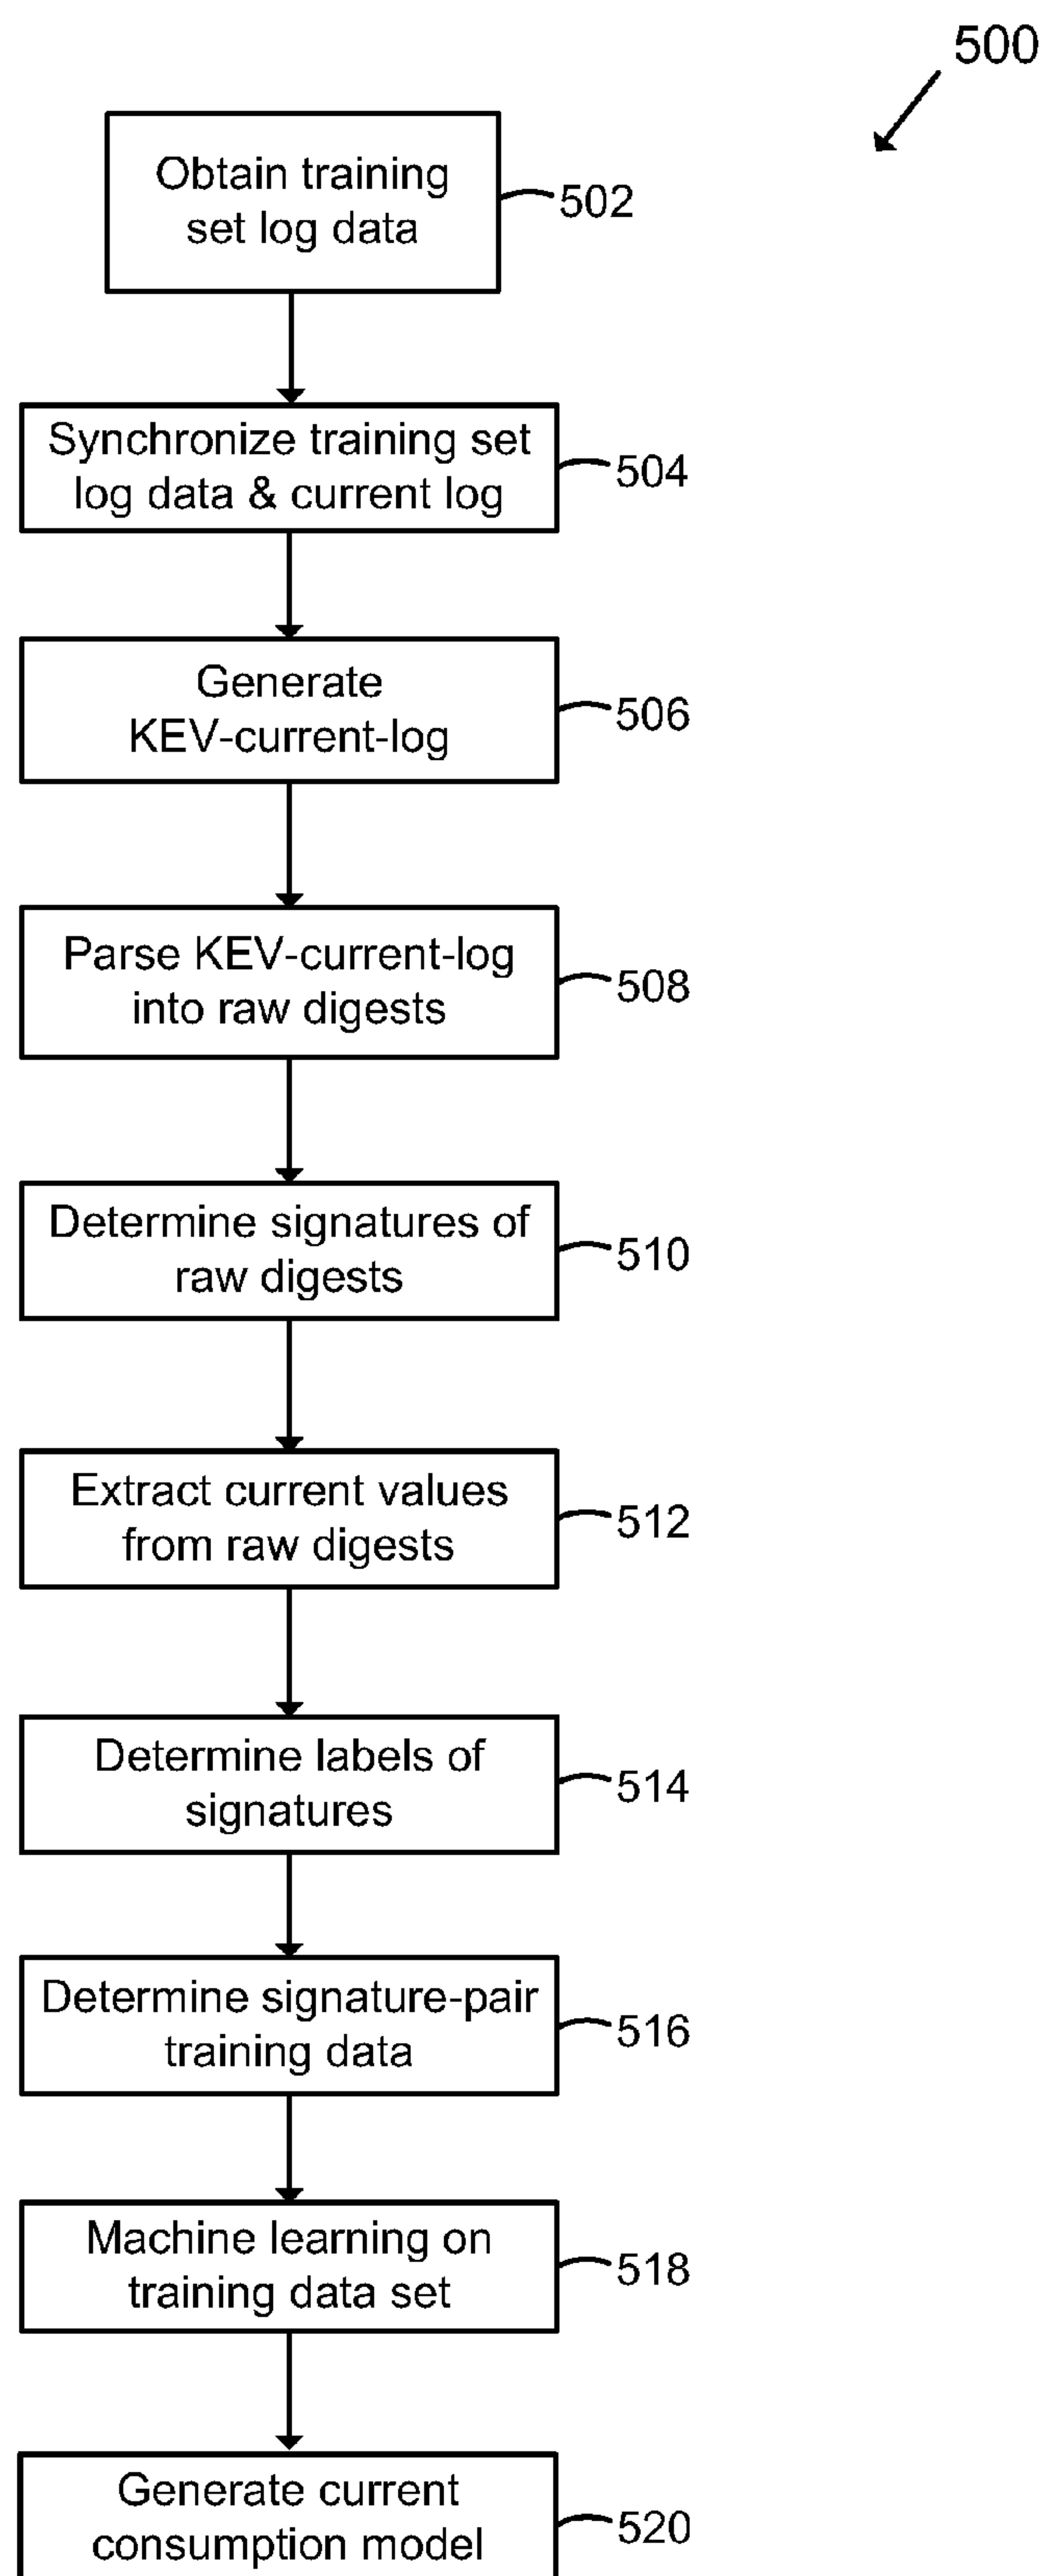 500
Obtain training
set log data
502
Synchronize training set
log data & current log
504
Generate
KEV-current-log
506
Parse KEV-current-log
into raw digests
508
Determine signatures of
raw digests
510
Extract current values
from raw digests
512
Determine labels of
signatures
514
Determine signature-pair
training data
516
Machine learning on
training data set
518
Generate current
consumption model
520